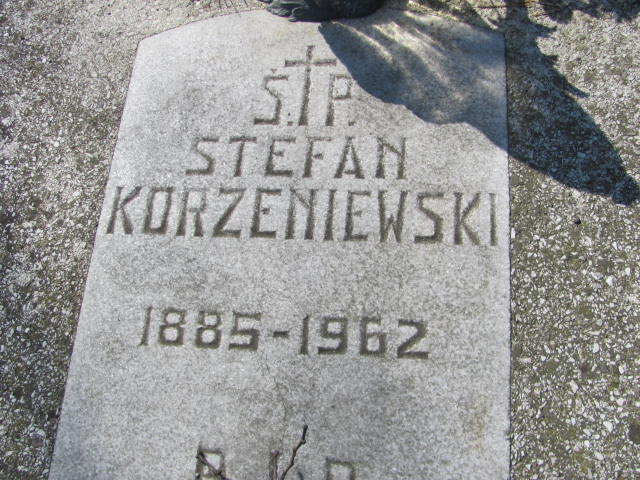 Ś.P.
STEFAN
KORZENIEWSKI
1885-1962
R.I.P.